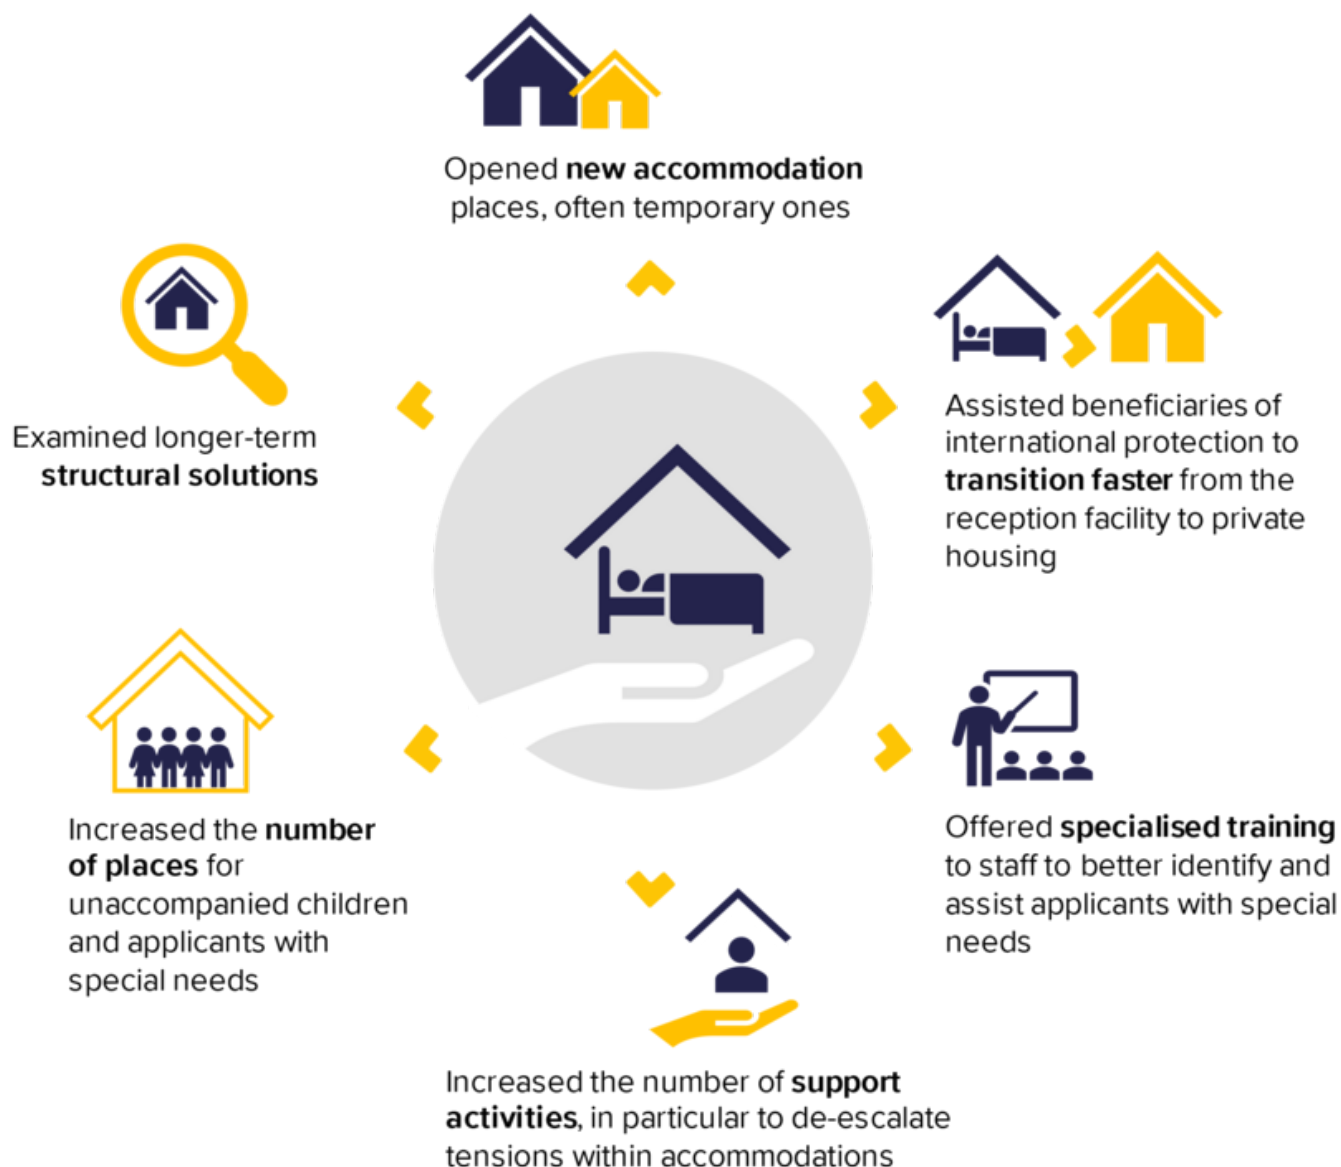 Opened new accommodation
places, often temporary ones
Assisted beneficiaries of
international protection to
transition faster from the
reception facility to private
housing
Offered specialised training
to staff to better identify and
assist applicants with special
needs
Increased the number of support
activities, in particular to de-escalate
tensions within accommodations
Increased the number
of places for
unaccompanied children
and applicants with
special needs
Examined longer-term
structural solutions